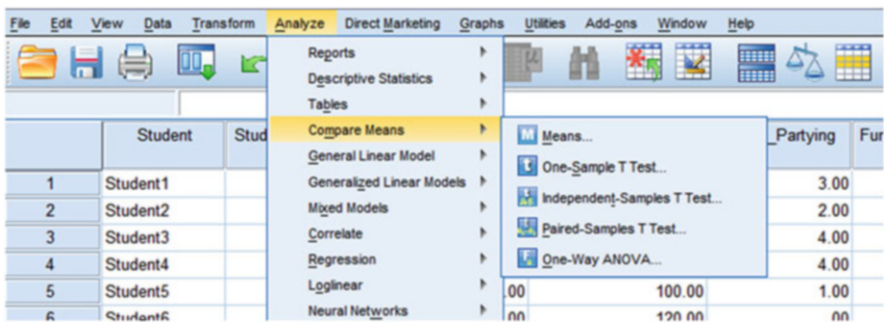 File Edit View Data Transform Analyze Direct Marketing Graphs Utilities Add-ons Window Help
Reports
Descriptive Statistics
Tables
Compare Means
General Linear Model
Generalized Linear Models
Mixed Models
Correlate
Regression
Loglinear
Neural Networks
Means...
One-Sample T Test...
Independent-Samples T Test...
Paired-Samples T Test...
One-Way ANOVA...
Student Stud _Partying Fur
1 Student1 3.00
2 Student2 2.00
3 Student3 4.00
4 Student4 4.00
5 Student5 .00 100.00 1.00
6 Student6 .00 120.00 .00